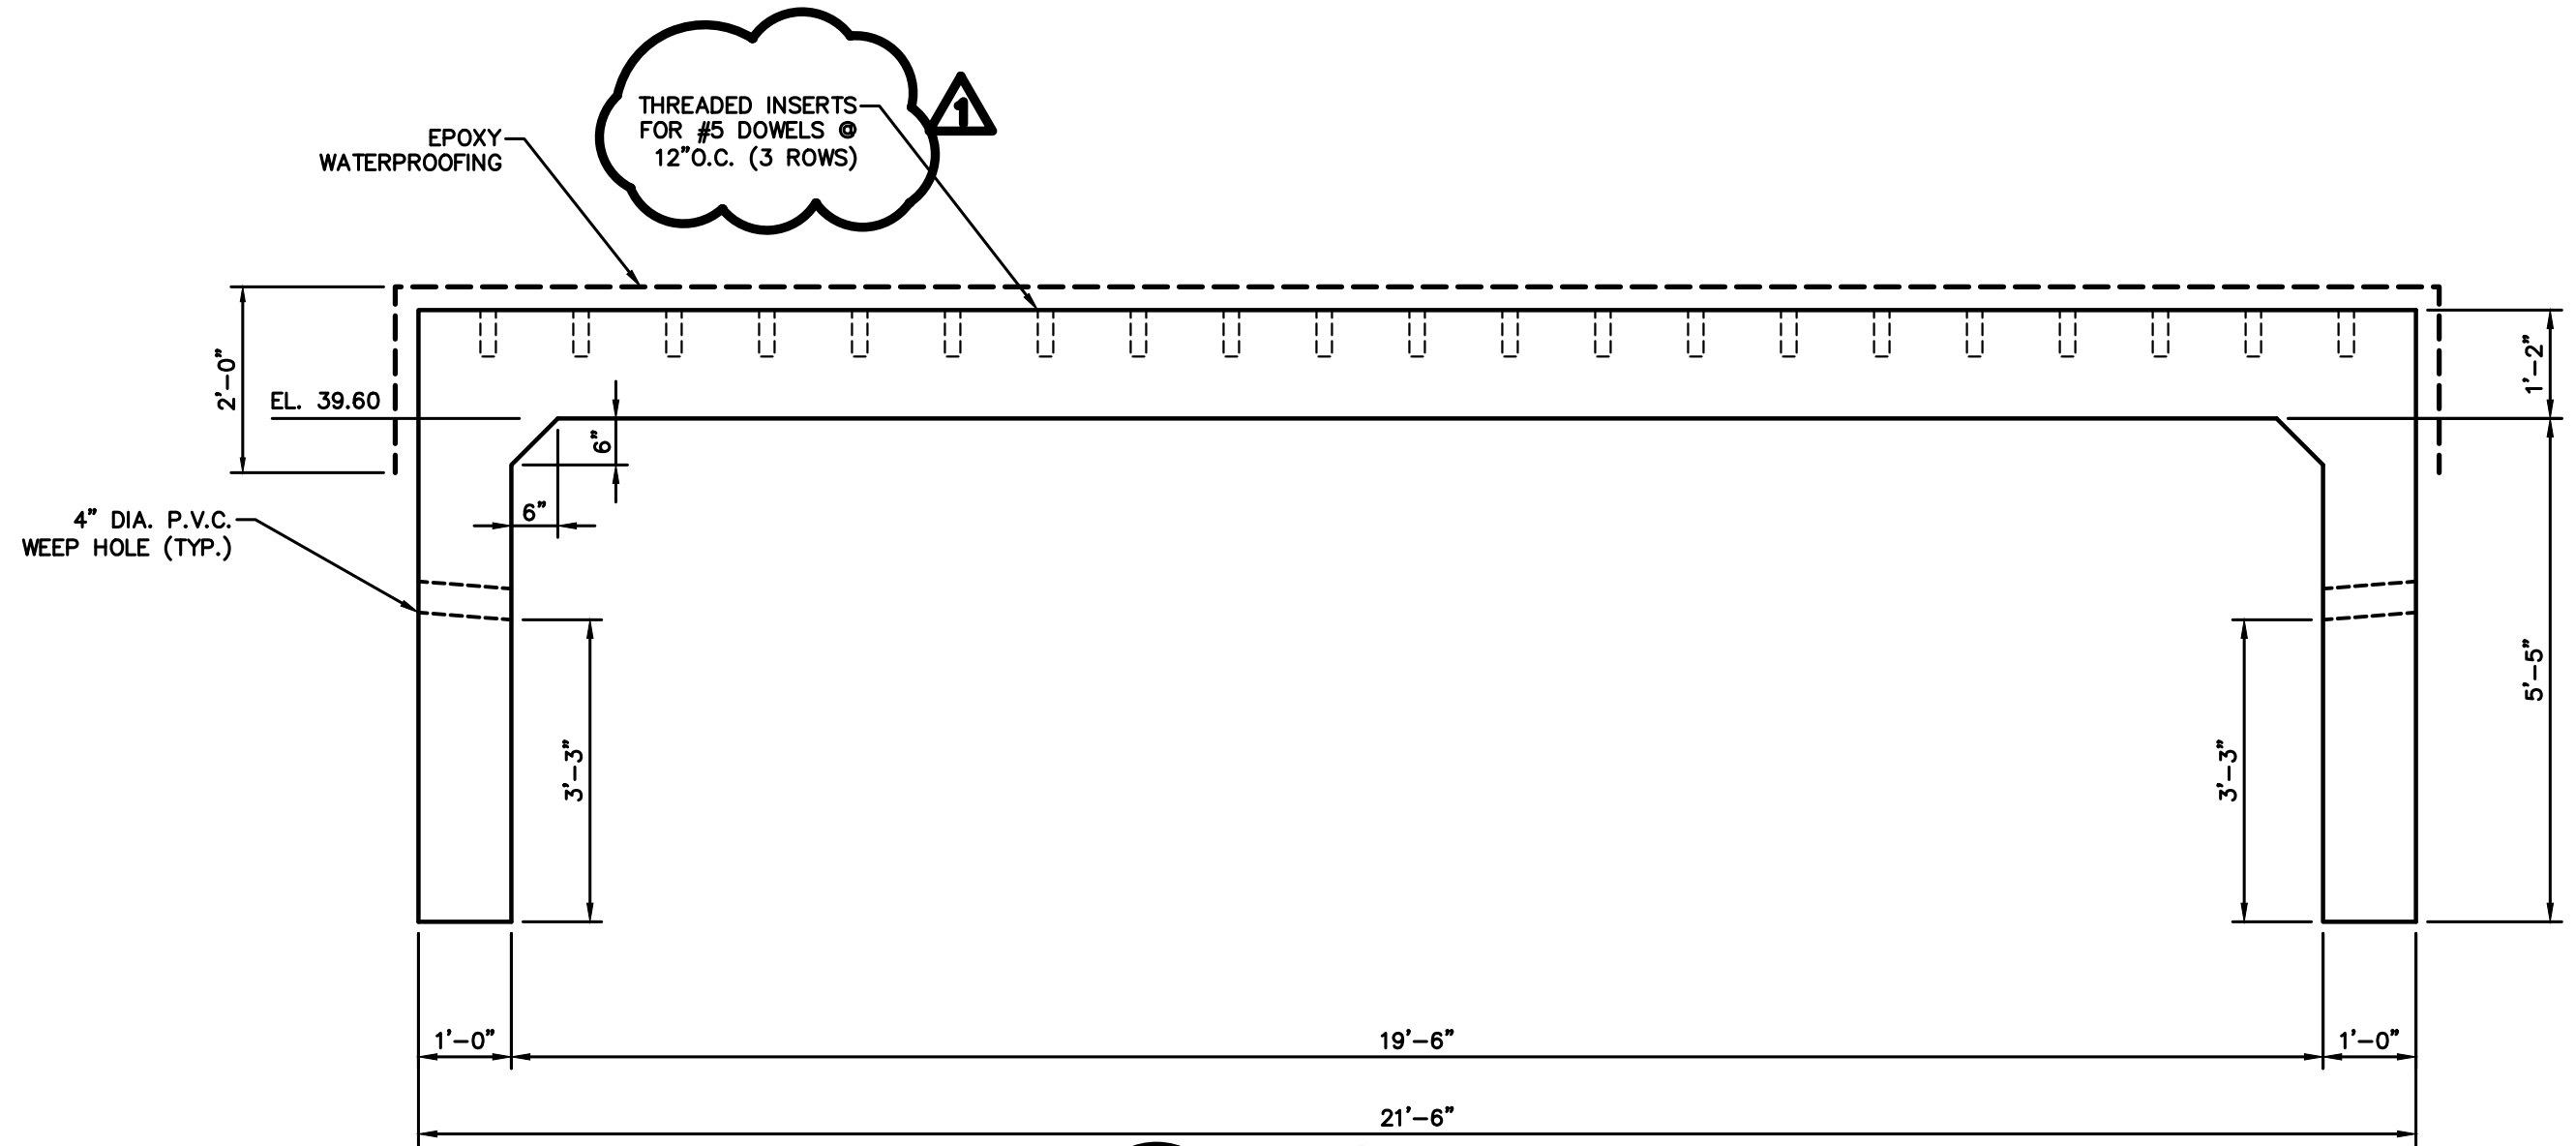 THREADED INSERTS
FOR #5 DOWELS @
12"O.C. (3 ROWS)
1
EPOXY
WATERPROOFING
2'-0"
EL. 39.60
1'-2"
6"
6"
4" DIA. P.V.C.
WEEP HOLE (TYP.)
5'-5"
3'-3"
3'-3"
1'-0"
19'-6"
1'-0"
21'-6"